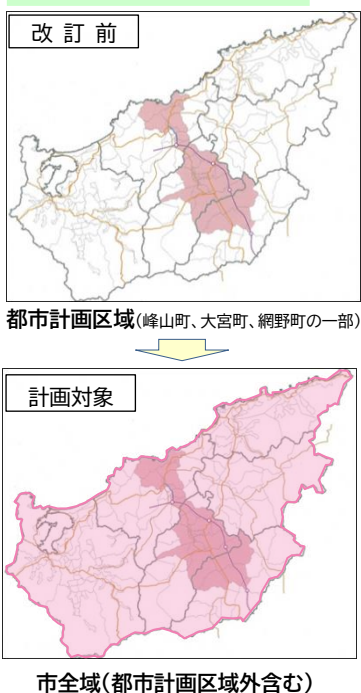 改訂前
都市計画区域(峰山町、大宮町、網野町の一部)
計画対象
市全域(都市計画区域外含む)